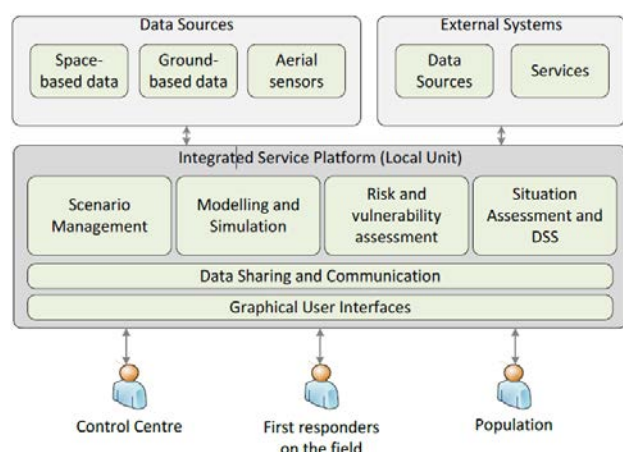 Data Sources
External Systems
Space-
based data
Ground-
based data
Aerial
sensors
Data
Sources
Services
Integrated Service Platform (Local Unit)
Scenario
Management
Modelling and
Simulation
Risk and
vulnerability
assessment
Situation
Assessment and
DSS
Data Sharing and Communication
Graphical User Interfaces
Control Centre
First responders
on the field
Population